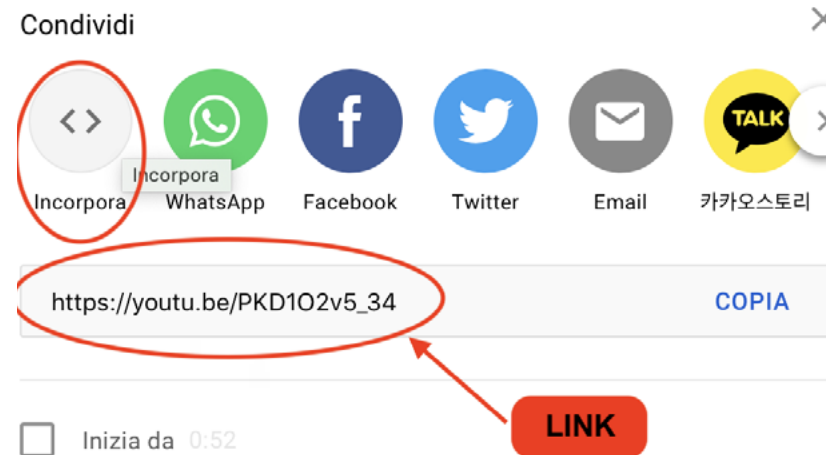 Condividi
TALK
Incorpora
Incorpora WhatsApp Facebook Twitter Email 카카오스토리
https://youtu.be/PKD1O2v5_34 COPIA
LINK
Inizia da 0:52